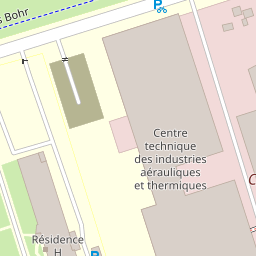 s Bohr
P
Centre
technique
des industries
aérauliques
et thermiques
C
Résidence
H
P